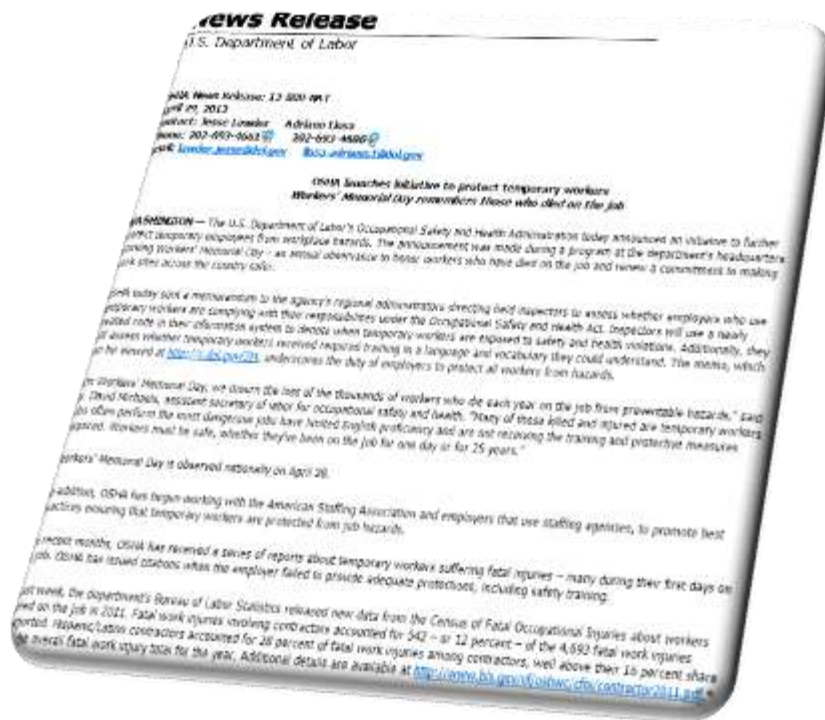 News Release
U.S. Department of Labor
OSHA News Release: 13-800-NAT
April 29, 2013
Contact: Jesse Lawder Adriano Llosa
Phone: 202-693-4661 202-693-4686
Email: lawder.jesse@dol.gov llosa.adriano.t@dol.gov
OSHA launches initiative to protect temporary workers
Workers' Memorial Day remembers those who died on the job
WASHINGTON — The U.S. Department of Labor's Occupational Safety and Health Administration today announced an initiative to further
protect temporary employees from workplace hazards. The announcement was made during a program at the department's headquarters
Workers' Memorial Day – an annual observance to honor workers who have died on the job and renew a commitment to making
work sites across the country safer.
OSHA today sent a memorandum to the agency's regional administrators directing field inspectors to assess whether employers who use
temporary workers are complying with their responsibilities under the Occupational Safety and Health Act. Inspectors will use a newly
created code in their information system to denote when temporary workers are exposed to safety and health violations. Additionally, they
assess whether temporary workers received required training in a language and vocabulary they could understand. The memo, which
can be viewed at underscores the duty of employers to protect all workers from hazards.
Workers' Memorial Day, we mourn the loss of the thousands of workers who die each year on the job from preventable hazards," said
David Michaels, assistant secretary of labor for occupational safety and health. "Many of those killed and injured are temporary workers
who often perform the most dangerous jobs have limited English proficiency and are not receiving the training and protective measures
required. Workers must be safe, whether they've been on the job for one day or for 25 years."
Workers' Memorial Day is observed nationally on April 28.
In addition, OSHA has begun working with the American Staffing Association and employers that use staffing agencies, to promote best
practices ensuring that temporary workers are protected from job hazards.
In recent months, OSHA has received a series of reports about temporary workers suffering fatal injuries – many during their first days on
job. OSHA has issued citations when the employer failed to provide adequate protections, including safety training.
Last week, the department's Bureau of Labor Statistics released new data from the Census of Fatal Occupational Injuries about workers
killed on the job in 2011. Fatal work injuries involving contractors accounted for 542 – or 12 percent – of the 4,693 fatal work injuries
reported. Hispanic/Latino contractors accounted for 28 percent of fatal work injuries among contractors, well above their 16 percent share
the overall fatal work injury total for the year. Additional details are available at http://www.bls.gov/iif/oshwc/cfoi/contractor2011.pdf.*